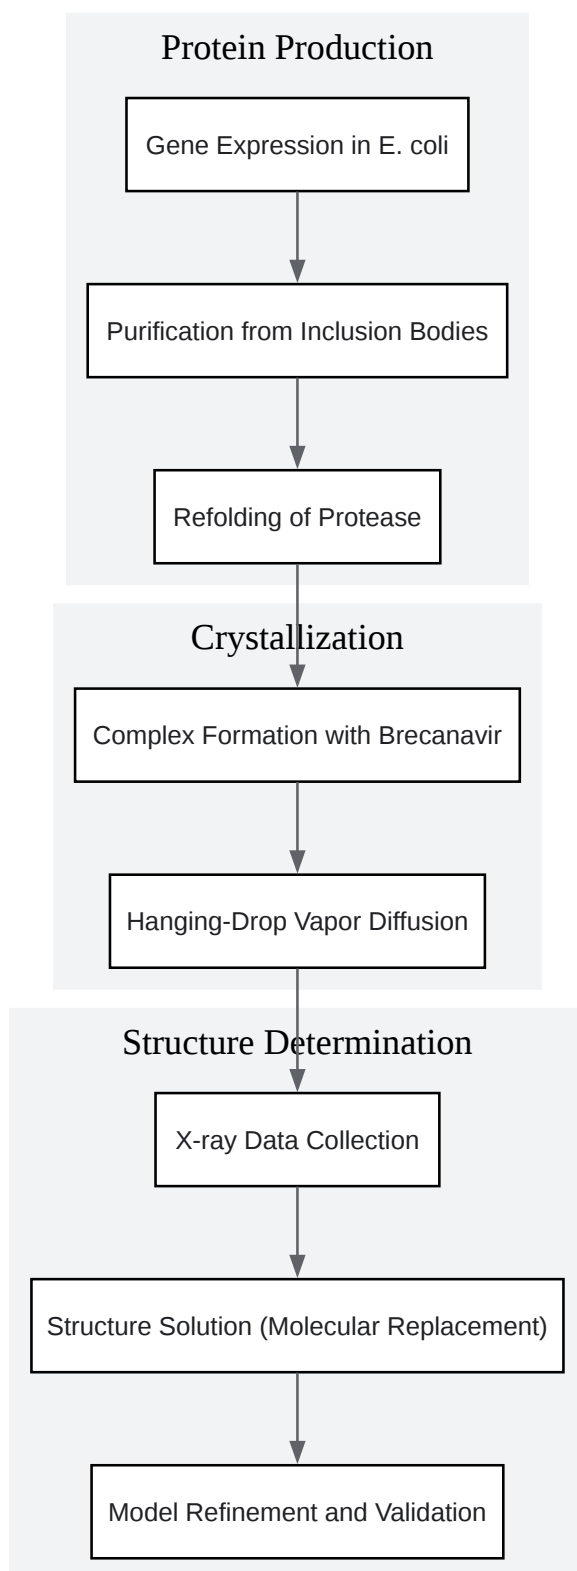 Protein Production
Gene Expression in E. coli
Purification from Inclusion Bodies
Refolding of Protease
Crystallization
Complex Formation with Brecanavir
Hanging-Drop Vapor Diffusion
Structure Determination
X-ray Data Collection
Structure Solution (Molecular Replacement)
Model Refinement and Validation